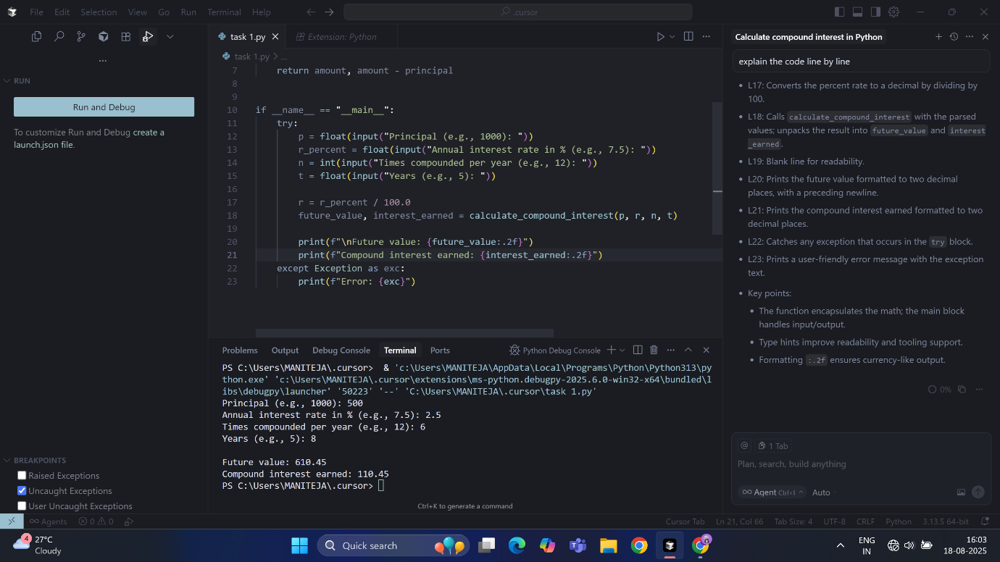 File Edit Selection View Go Run Terminal Help
.cursor
task 1.py
Extension: Python
task 1.py > ...
RUN
Run and Debug
To customize Run and Debug create a
launch.json file.
7 return amount, amount - principal
8
9
10 if __name__ == "__main__":
11 try:
12 p = float(input("Principal (e.g., 1000): "))
13 r_percent = float(input("Annual interest rate in % (e.g., 7.5): "))
14 n = int(input("Times compounded per year (e.g., 12): "))
15 t = float(input("Years (e.g., 5): "))
16
17 r = r_percent / 100.0
18 future_value, interest_earned = calculate_compound_interest(p, r, n, t)
19
20 print(f"\nFuture value: {future_value:.2f}")
21 print(f"Compound interest earned: {interest_earned:.2f}")
22 except Exception as exc:
23 print(f"Error: {exc}")
Problems Output Debug Console Terminal Ports
Python Debug Console
PS C:\Users\MANITEJA\.cursor> & 'c:\Users\MANITEJA\AppData\Local\Programs\Python\Python313\py
thon.exe' 'c:\Users\MANITEJA\.cursor\extensions\ms-python.debugpy-2025.6.0-win32-x64\bundled\l
ibs\debugpy\launcher' '50223' '--' 'C:\Users\MANITEJA\.cursor\task 1.py'
Principal (e.g., 1000): 500
Annual interest rate in % (e.g., 7.5): 2.5
Times compounded per year (e.g., 12): 6
Years (e.g., 5): 8
Future value: 610.45
Compound interest earned: 110.45
PS C:\Users\MANITEJA\.cursor>
Ctrl+K to generate a command
BREAKPOINTS
Raised Exceptions
Uncaught Exceptions
User Uncaught Exceptions
Calculate compound interest in Python
explain the code line by line
L17: Converts the percent rate to a decimal by dividing by
100.
L18: Calls calculate_compound_interest with the parsed
values; unpacks the result into future_value and interest
_earned.
L19: Blank line for readability.
L20: Prints the future value formatted to two decimal
places, with a preceding newline.
L21: Prints the compound interest earned formatted to two
decimal places.
L22: Catches any exception that occurs in the try block.
L23: Prints a user-friendly error message with the exception
text.
Key points:
The function encapsulates the math; the main block
handles input/output.
Type hints improve readability and tooling support.
Formatting :.2f ensures currency-like output.
0%
@ 1 Tab
Plan, search, build anything
Agent Ctrl+I Auto
Agents 0 0
Cursor Tab Ln 21, Col 66 Tab Size: 4 UTF-8 CRLF Python 3.13.5 64-bit
4 27°C
Cloudy
Quick search
ENG
IN
16:03
18-08-2025